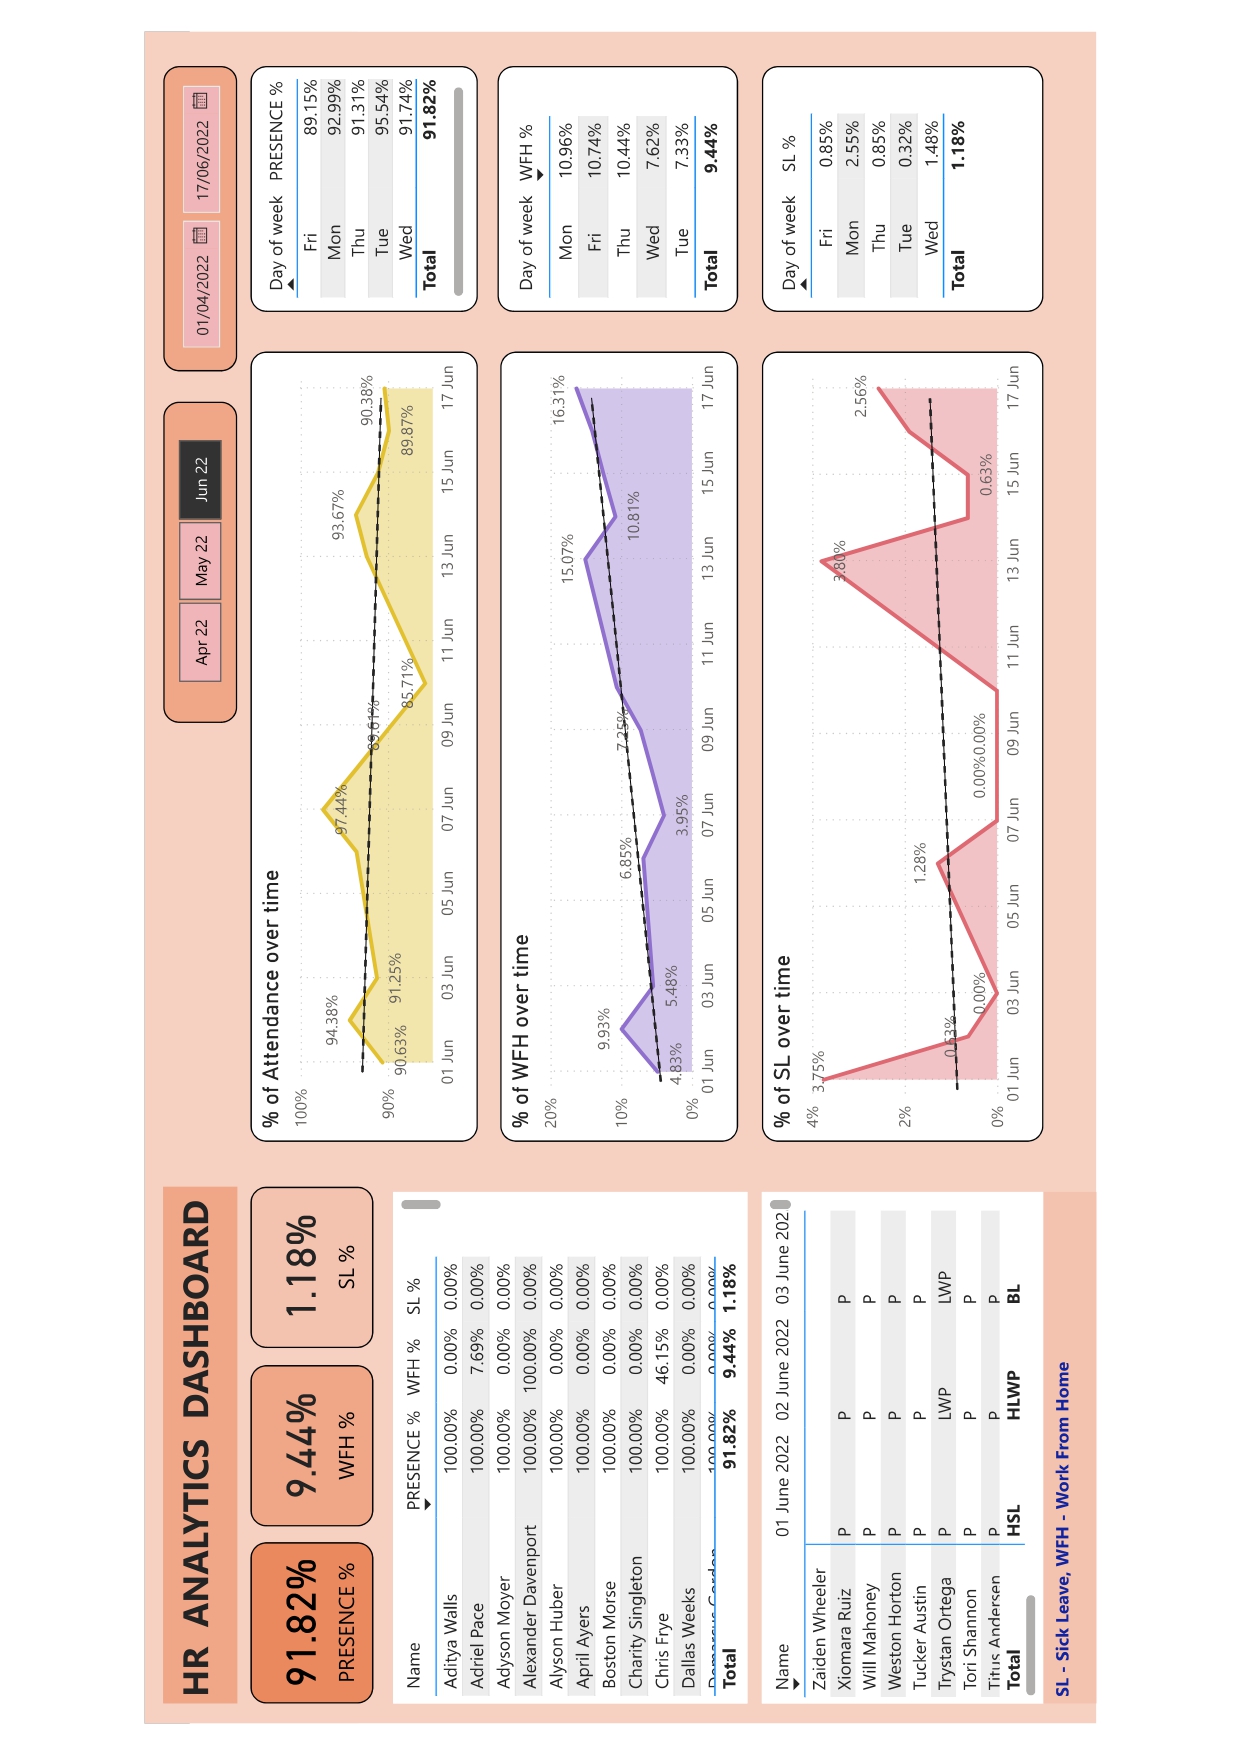 HR ANALYTICS DASHBOARD
Apr 22 May 22 Jun 22
01/04/2022 17/06/2022
91.82%
PRESENCE %
9.44%
WFH %
1.18%
SL %
Name PRESENCE % WFH % SL %
Aditya Walls 100.00% 0.00% 0.00%
Adriel Pace 100.00% 7.69% 0.00%
Adyson Moyer 100.00% 0.00% 0.00%
Alexander Davenport 100.00% 100.00% 0.00%
Alyson Huber 100.00% 0.00% 0.00%
April Ayers 100.00% 0.00% 0.00%
Boston Morse 100.00% 0.00% 0.00%
Charity Singleton 100.00% 0.00% 0.00%
Chris Frye 100.00% 46.15% 0.00%
Dallas Weeks 100.00% 0.00% 0.00%
Demarcus Gordon 100.00% 0.00% 0.00%
Total 91.82% 9.44% 1.18%
Name 01 June 2022 02 June 2022 03 June 202
Zaiden Wheeler
Xiomara Ruiz P P P
Will Mahoney P P P
Weston Horton P P P
Tucker Austin P P P
Trystan Ortega P LWP LWP
Tori Shannon P P P
Titus Andersen P P P
Total HSL HLWP BL
SL - Sick Leave, WFH - Work From Home
% of Attendance over time
100%
90%
90.63%
94.38%
91.25%
97.44%
89.61%
85.71%
93.67%
89.87%
90.38%
01 Jun 03 Jun 05 Jun 07 Jun 09 Jun 11 Jun 13 Jun 15 Jun 17 Jun
% of WFH over time
20%
10%
0%
4.83%
9.93%
5.48%
6.85%
3.95%
7.25%
15.07%
10.81%
16.31%
01 Jun 03 Jun 05 Jun 07 Jun 09 Jun 11 Jun 13 Jun 15 Jun 17 Jun
% of SL over time
4%
2%
0%
3.75%
0.63%
0.00%
1.28%
0.00%
0.00%
3.80%
0.63%
2.56%
01 Jun 03 Jun 05 Jun 07 Jun 09 Jun 11 Jun 13 Jun 15 Jun 17 Jun
Day of week PRESENCE %
Fri 89.15%
Mon 92.99%
Thu 91.31%
Tue 95.54%
Wed 91.74%
Total 91.82%
Day of week WFH %
Mon 10.96%
Fri 10.74%
Thu 10.44%
Wed 7.62%
Tue 7.33%
Total 9.44%
Day of week SL %
Fri 0.85%
Mon 2.55%
Thu 0.85%
Tue 0.32%
Wed 1.48%
Total 1.18%